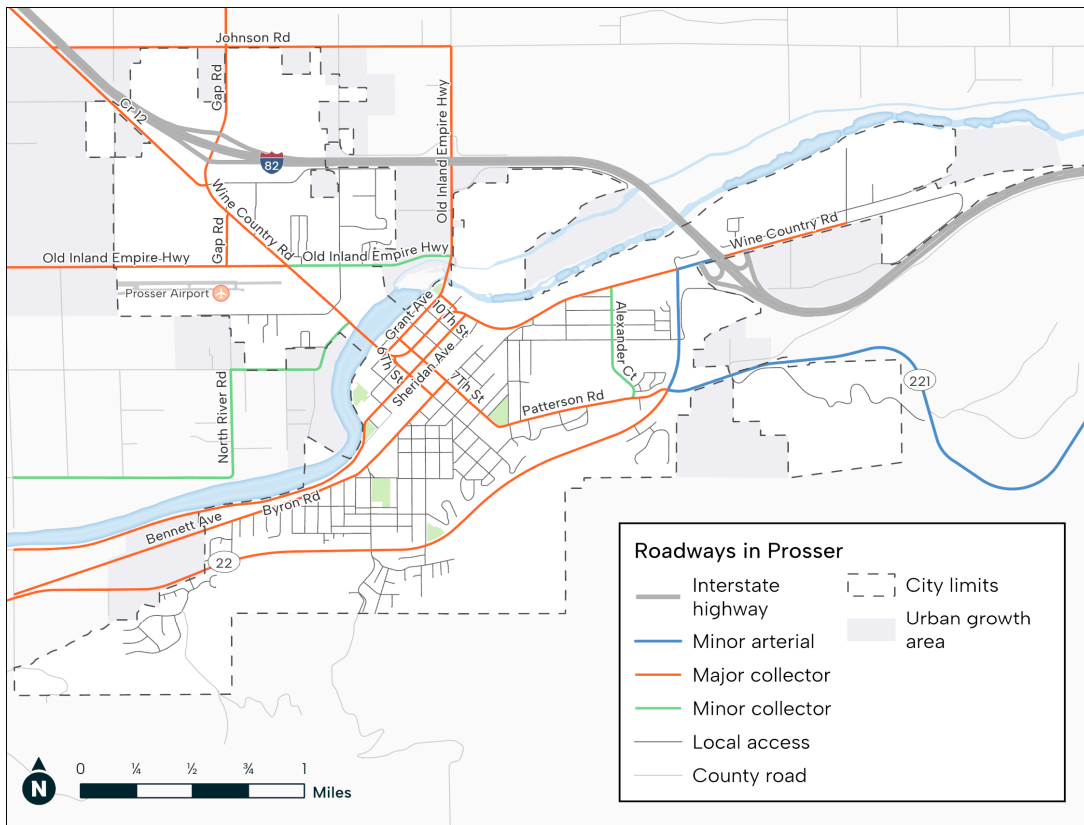 Johnson Rd
Gap Rd
Old Inland Empire Hwy
Cr 12
82
Wine Country Rd
Gap Rd
Wine Country Rd
Old Inland Empire Hwy
Old Inland Empire Hwy
Prosser Airport
Grant Ave
10Th St
6Th St
Sheridan Ave
7Th St
Alexander Ct
Patterson Rd
221
North River Rd
Byron Rd
Bennett Ave
22
Roadways in Prosser
Interstate
highway
Minor arterial
Major collector
Minor collector
Local access
County road
City limits
Urban growth
area
N
0 ¼ ½ ¾ 1
Miles